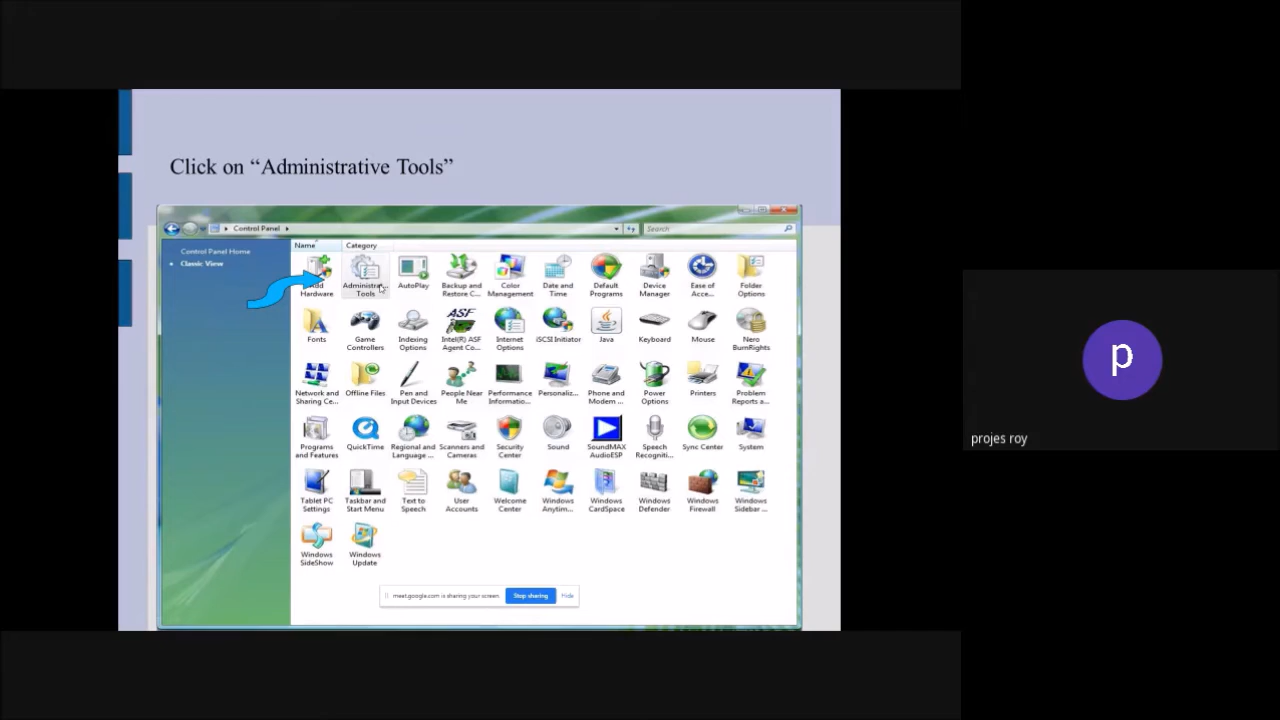 Click on “Administrative Tools”
Control Panel
Search
Control Panel Home
Classic View
Name Category
Add Hardware
Administrat... Tools
AutoPlay
Backup and Restore C...
Color Management
Date and Time
Default Programs
Device Manager
Ease of Acce...
Folder Options
Fonts
Game Controllers
Indexing Options
Intel(R) ASF Agent Co...
Internet Options
iSCSI Initiator
Java
Keyboard
Mouse
Nero BurnRights
Network and Sharing Ce...
Offline Files
Pen and Input Devices
People Near Me
Performance Informatio...
Personaliz...
Phone and Modem ...
Power Options
Printers
Problem Reports a...
Programs and Features
QuickTime
Regional and Language ...
Scanners and Cameras
Security Center
Sound
SoundMAX AudioESP
Speech Recogniti...
Sync Center
System
Tablet PC Settings
Taskbar and Start Menu
Text to Speech
User Accounts
Welcome Center
Windows Anytim...
Windows CardSpace
Windows Defender
Windows Firewall
Windows Sidebar ...
Windows SideShow
Windows Update
meet.google.com is sharing your screen. Stop sharing Hide
p
projes roy